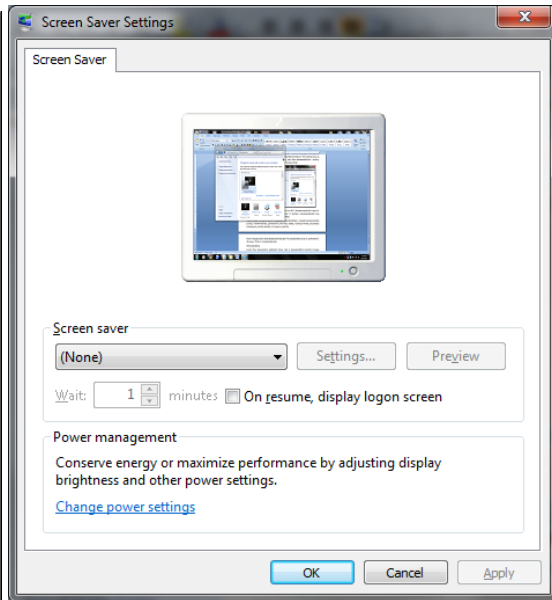 Screen Saver Settings
Screen Saver
Screen saver
(None)
Settings...
Preview
Wait:
1
minutes
On resume, display logon screen
Power management
Conserve energy or maximize performance by adjusting display
brightness and other power settings.
Change power settings
OK
Cancel
Apply